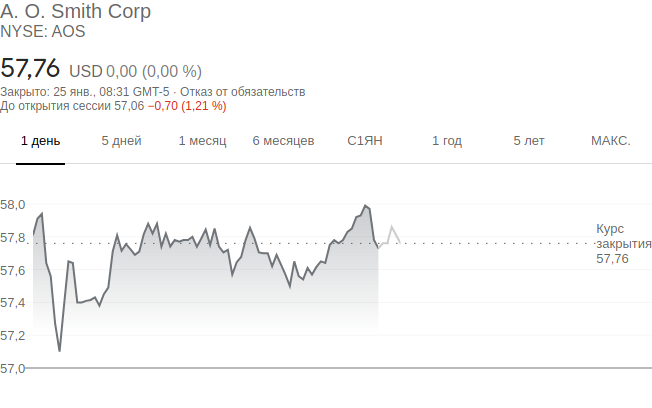 A. O. Smith Corp
NYSE: AOS
57,76 USD 0,00 (0,00 %)
Закрыто: 25 янв., 08:31 GMT-5 · Отказ от обязательств
До открытия сессии 57,06 −0,70 (1,21 %)
1 день 5 дней 1 месяц 6 месяцев С1ЯН 1 год 5 лет МАКС.
58,0
57,8
57,6
57,4
57,2
57,0
Курс
закрытия
57,76